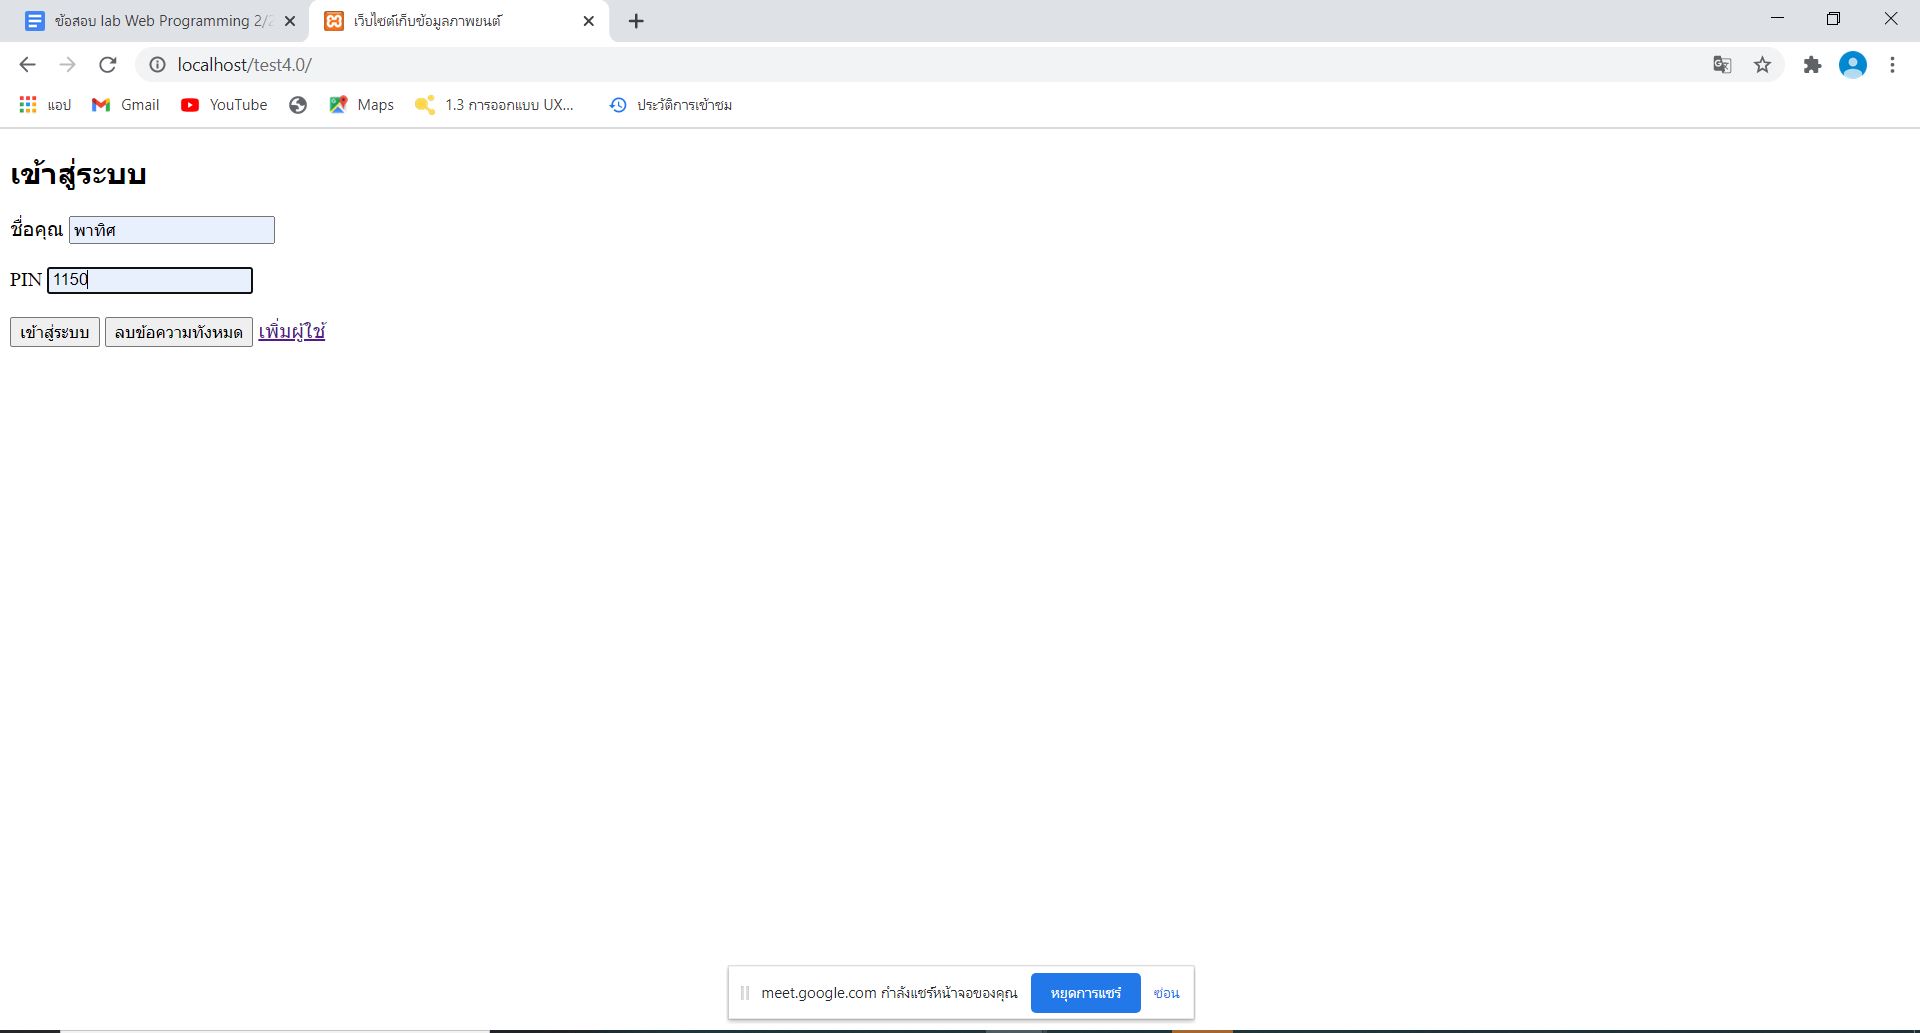 ข้อสอบ lab Web Programming 2/2
เว็บไซต์เก็บข้อมูลภาพยนต์
localhost/test4.0/
แอป Gmail YouTube Maps 1.3 การออกแบบ UX... ประวัติการเข้าชม
เข้าสู่ระบบ
ชื่อคุณ พาทิศ
PIN 1150
เข้าสู่ระบบ ลบข้อความทั้งหมด เพิ่มผู้ใช้
meet.google.com กำลังแชร์หน้าจอของคุณ หยุดการแชร์ ซ่อน